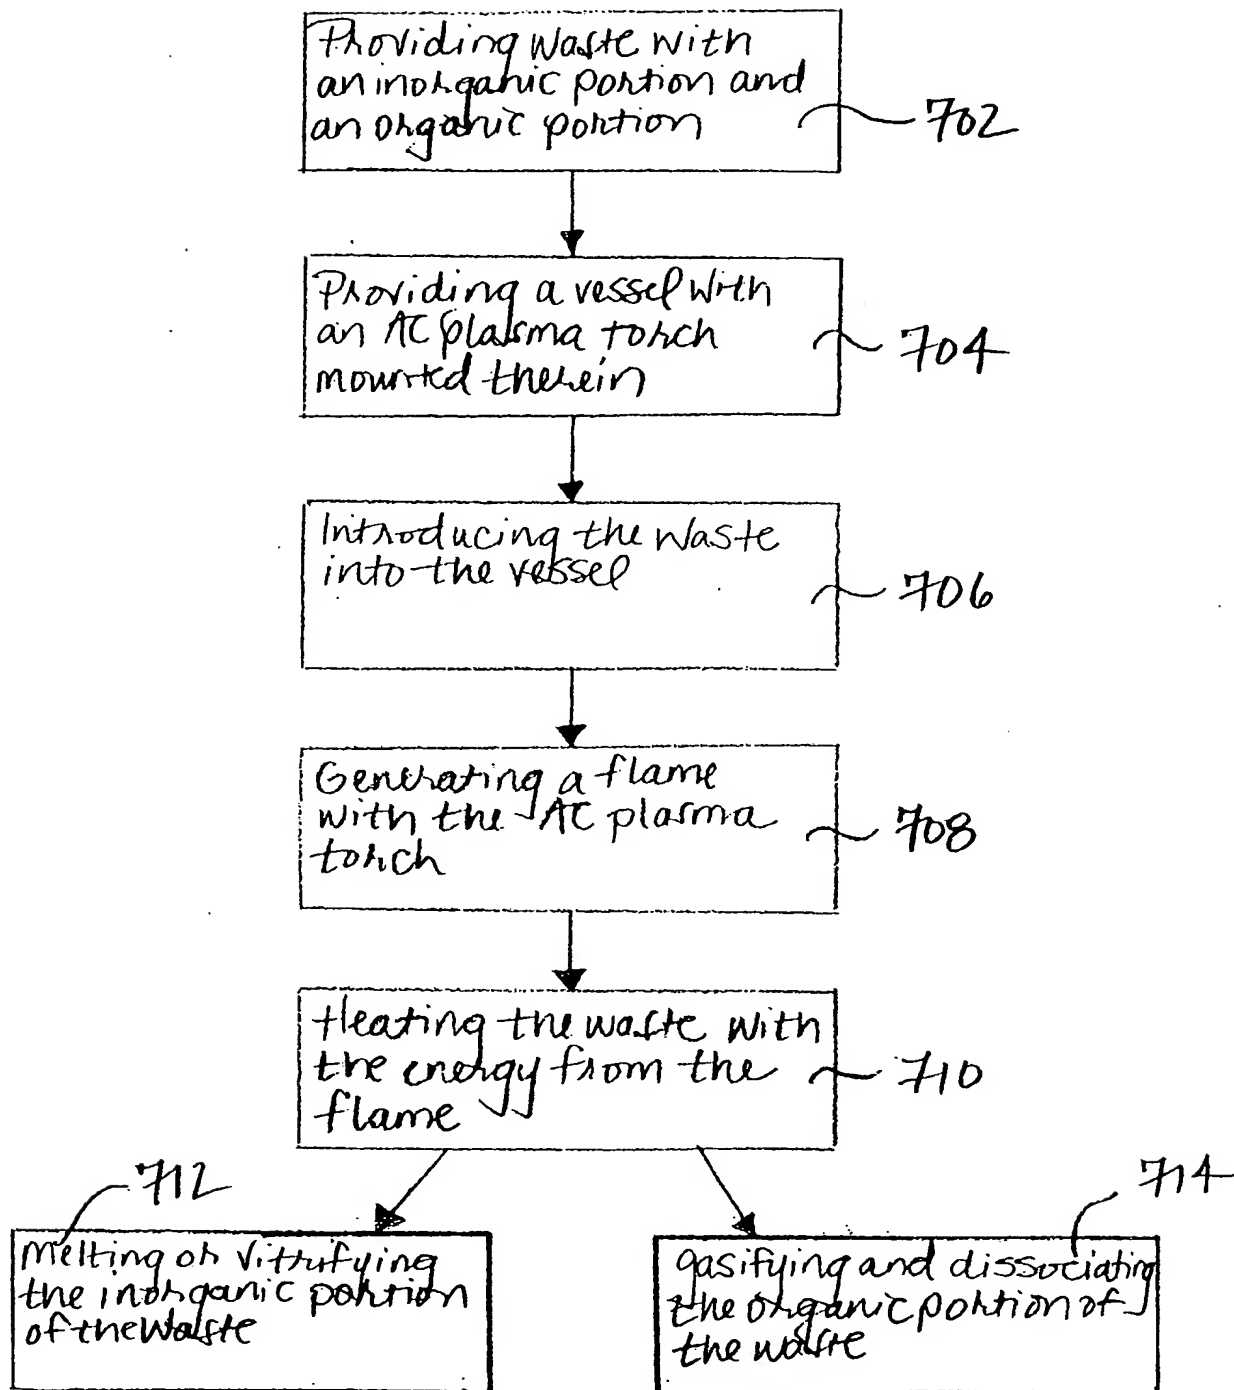 Providing waste with
an inorganic portion and
an organic portion
702
Providing a vessel with
an AC plasma torch
mounted therein
704
Introducing the waste
into the vessel
706
Generating a flame
with the AC plasma
torch
708
Heating the waste with
the energy from the
flame
710
712
Melting or Vitrifying
the inorganic portion
of the waste
714
gasifying and dissociating
the organic portion of
the waste